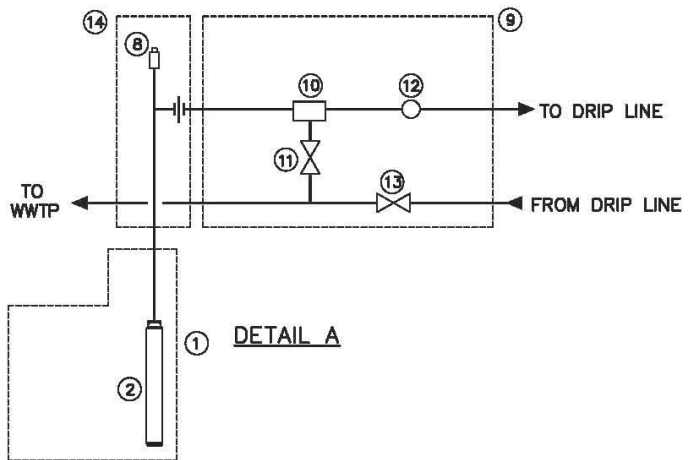 14
8
9
10
12
TO DRIP LINE
11
13
TO
WWTP
FROM DRIP LINE
1
DETAIL A
2